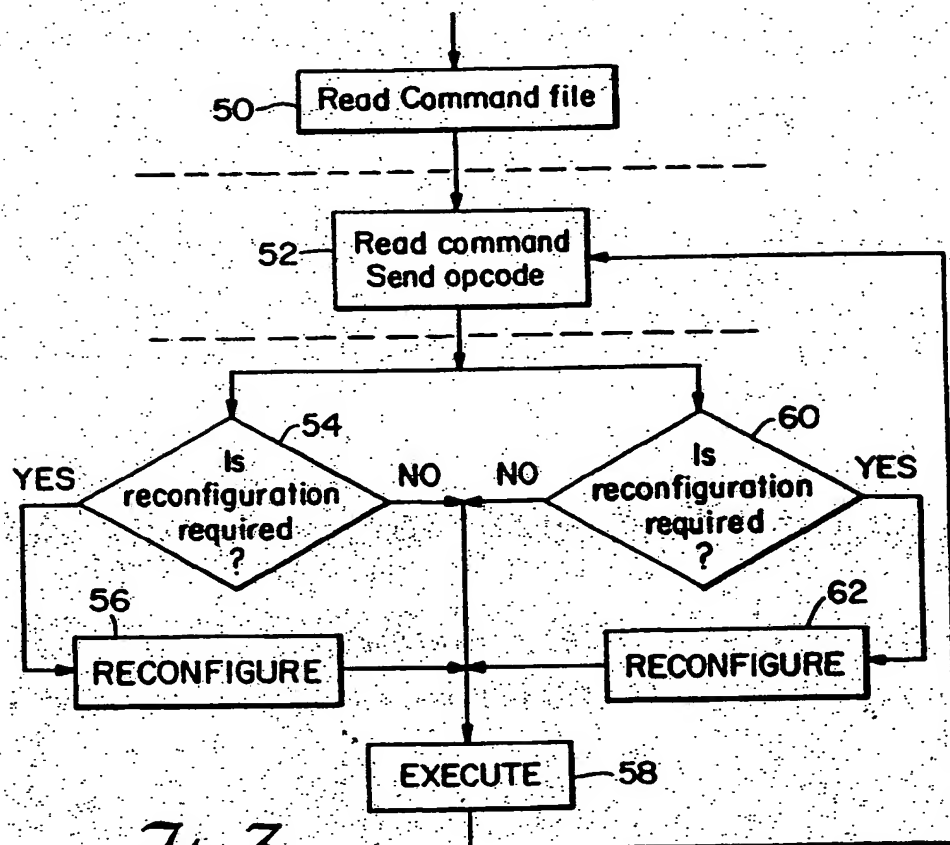 50
Read Command file
52
Read command
Send opcode
54
60
YES
Is
reconfiguration
required
?
NO
NO
Is
reconfiguration
required
?
YES
56
RECONFIGURE
62
RECONFIGURE
EXECUTE
58